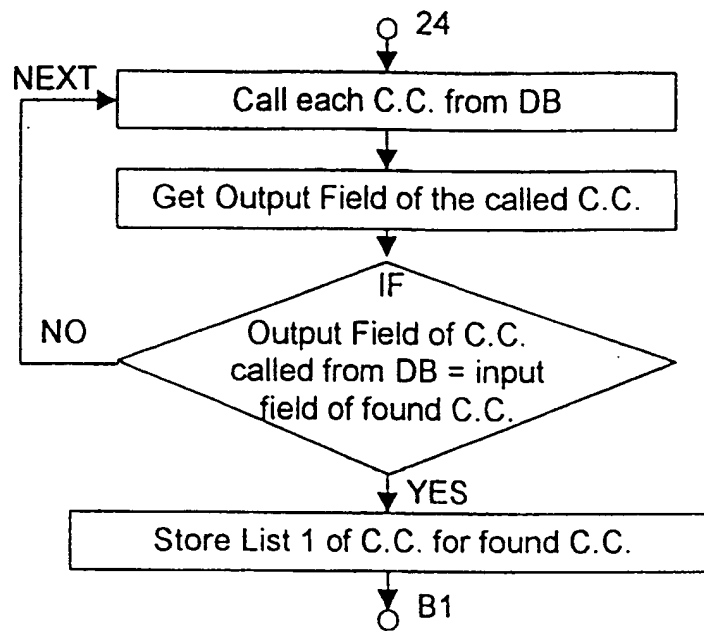 24
NEXT
Call each C.C. from DB
Get Output Field of the called C.C.
IF
NO
Output Field of C.C.
called from DB = input
field of found C.C.
YES
Store List 1 of C.C. for found C.C.
B1